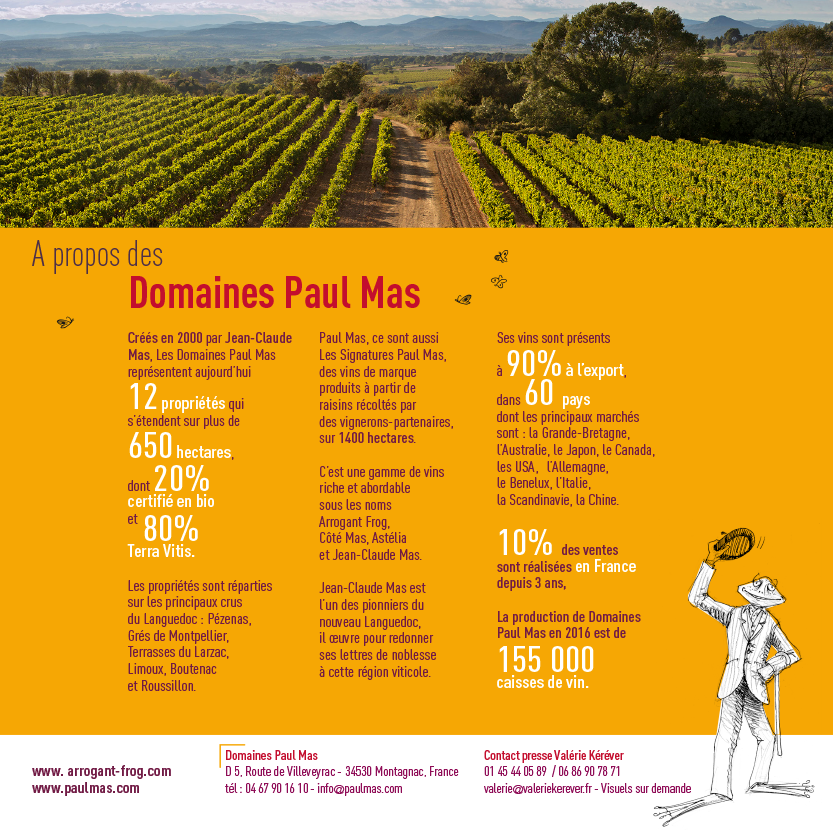 A propos des
Domaines Paul Mas
Créés en 2000 par Jean-Claude
Mas, Les Domaines Paul Mas
représentent aujourd'hui
12 propriétés qui
s'étendent sur plus de
650 hectares,
dont 20%
certifié en bio
et 80%
Terra Vitis.
Les propriétés sont réparties
sur les principaux crus
du Languedoc : Pézenas,
Grés de Montpellier,
Terrasses du Larzac,
Limoux, Boutenac
et Roussillon.
Paul Mas, ce sont aussi
Les Signatures Paul Mas,
des vins de marque
produits à partir de
raisins récoltés par
des vignerons-partenaires,
sur 1400 hectares.
C'est une gamme de vins
riche et abordable
sous les noms
Arrogant Frog,
Côté Mas, Astélia
et Jean-Claude Mas.
Jean-Claude Mas est
l'un des pionniers du
nouveau Languedoc,
il œuvre pour redonner
ses lettres de noblesse
à cette région viticole.
Ses vins sont présents
à 90% à l'export,
dans 60 pays
dont les principaux marchés
sont : la Grande-Bretagne,
l'Australie, le Japon, le Canada,
les USA, l'Allemagne,
le Benelux, l'Italie,
la Scandinavie, la Chine.
10% des ventes
sont réalisées en France
depuis 3 ans,
La production de Domaines
Paul Mas en 2016 est de
155 000
caisses de vin.
www. arrogant-frog.com
www.paulmas.com
Domaines Paul Mas
D 5, Route de Villeveyrac - 34530 Montagnac, France
tél : 04 67 90 16 10 - info@paulmas.com
Contact presse Valérie Kéréver
01 45 44 05 89 / 06 86 90 78 71
valerie@valeriekerever.fr - Visuels sur demande